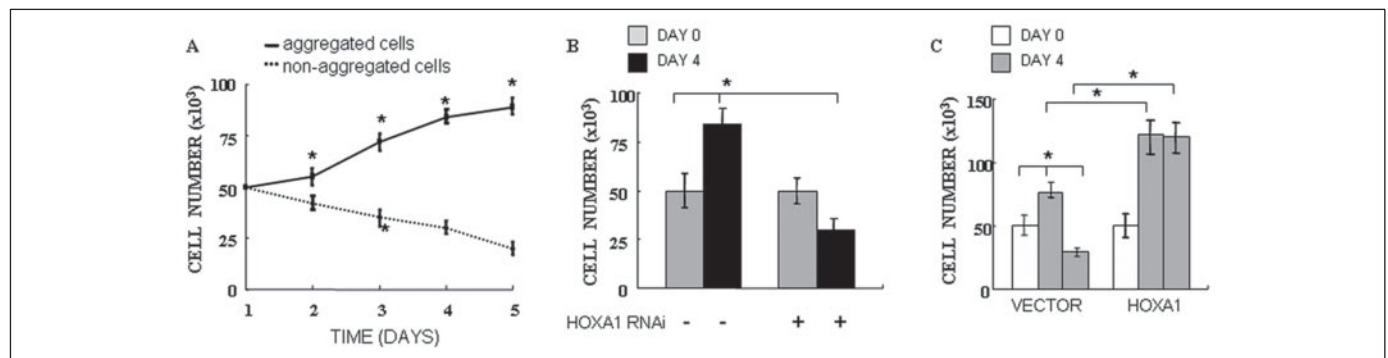 A
aggregated cells
non-aggregated cells
CELL NUMBER (x10³)
100
75
50
25
0
* * * * *
1 2 3 4 5
TIME (DAYS)
B
DAY 0
DAY 4
*
CELL NUMBER (x10³)
100
75
50
25
0
HOXA1 RNAi - - + +
C
DAY 0
DAY 4
*
*
*
CELL NUMBER (x10³)
150
100
50
0
VECTOR HOXA1